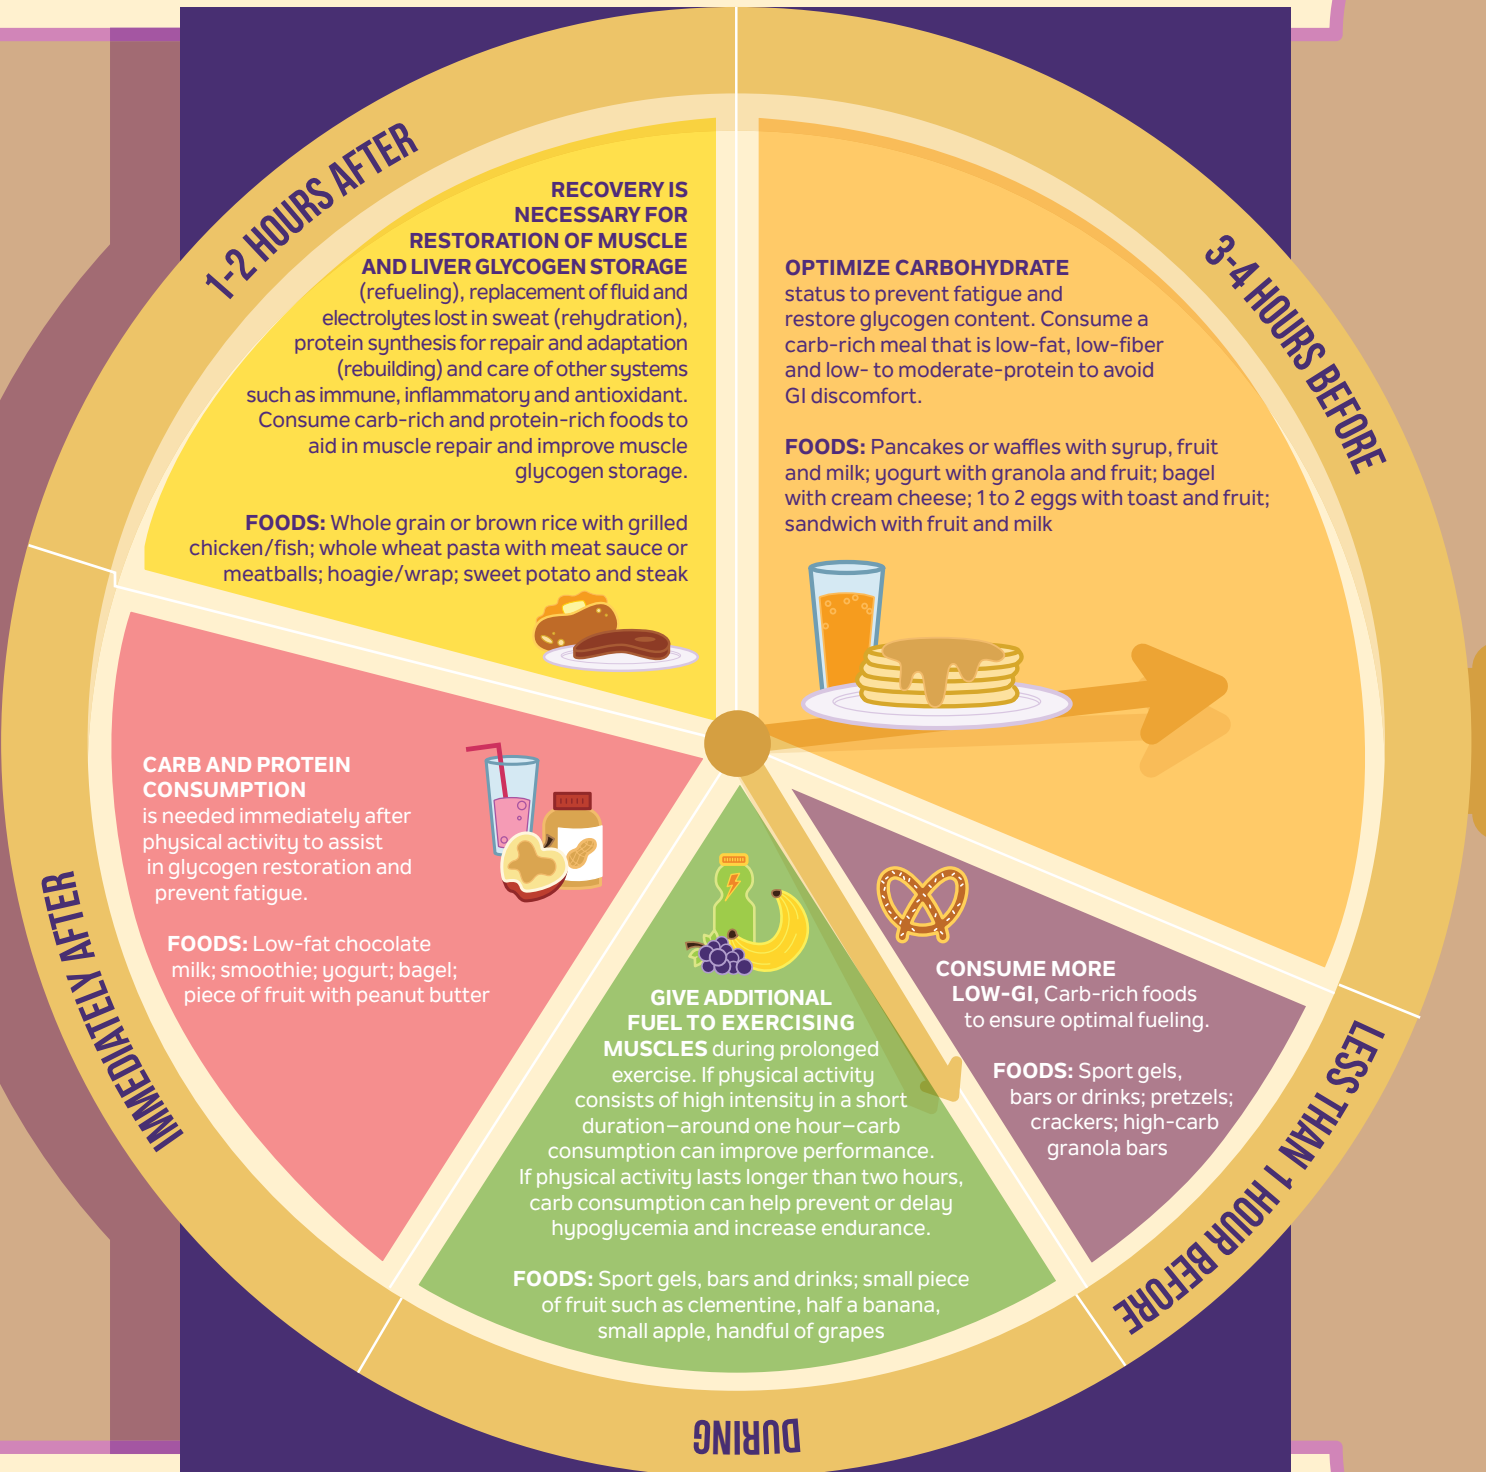 3-4 HOURS BEFORE
OPTIMIZE CARBOHYDRATE
status to prevent fatigue and
restore glycogen content. Consume a
carb-rich meal that is low-fat, low-fiber
and low- to moderate-protein to avoid
GI discomfort.
FOODS: Pancakes or waffles with syrup, fruit
and milk; yogurt with granola and fruit; bagel
with cream cheese; 1 to 2 eggs with toast and fruit;
sandwich with fruit and milk
LESS THAN 1 HOUR BEFORE
CONSUME MORE
LOW-GI, Carb-rich foods
to ensure optimal fueling.
FOODS: Sport gels,
bars or drinks; pretzels;
crackers; high-carb
granola bars
DURING
GIVE ADDITIONAL
FUEL TO EXERCISING
MUSCLES during prolonged
exercise. If physical activity
consists of high intensity in a short
duration—around one hour—carb
consumption can improve performance.
If physical activity lasts longer than two hours,
carb consumption can help prevent or delay
hypoglycemia and increase endurance.
FOODS: Sport gels, bars and drinks; small piece
of fruit such as clementine, half a banana,
small apple, handful of grapes
IMMEDIATELY AFTER
CARB AND PROTEIN
CONSUMPTION
is needed immediately after
physical activity to assist
in glycogen restoration and
prevent fatigue.
FOODS: Low-fat chocolate
milk; smoothie; yogurt; bagel;
piece of fruit with peanut butter
1-2 HOURS AFTER
RECOVERY IS
NECESSARY FOR
RESTORATION OF MUSCLE
AND LIVER GLYCOGEN STORAGE
(refueling), replacement of fluid and
electrolytes lost in sweat (rehydration),
protein synthesis for repair and adaptation
(rebuilding) and care of other systems
such as immune, inflammatory and antioxidant.
Consume carb-rich and protein-rich foods to
aid in muscle repair and improve muscle
glycogen storage.
FOODS: Whole grain or brown rice with grilled
chicken/fish; whole wheat pasta with meat sauce or
meatballs; hoagie/wrap; sweet potato and steak